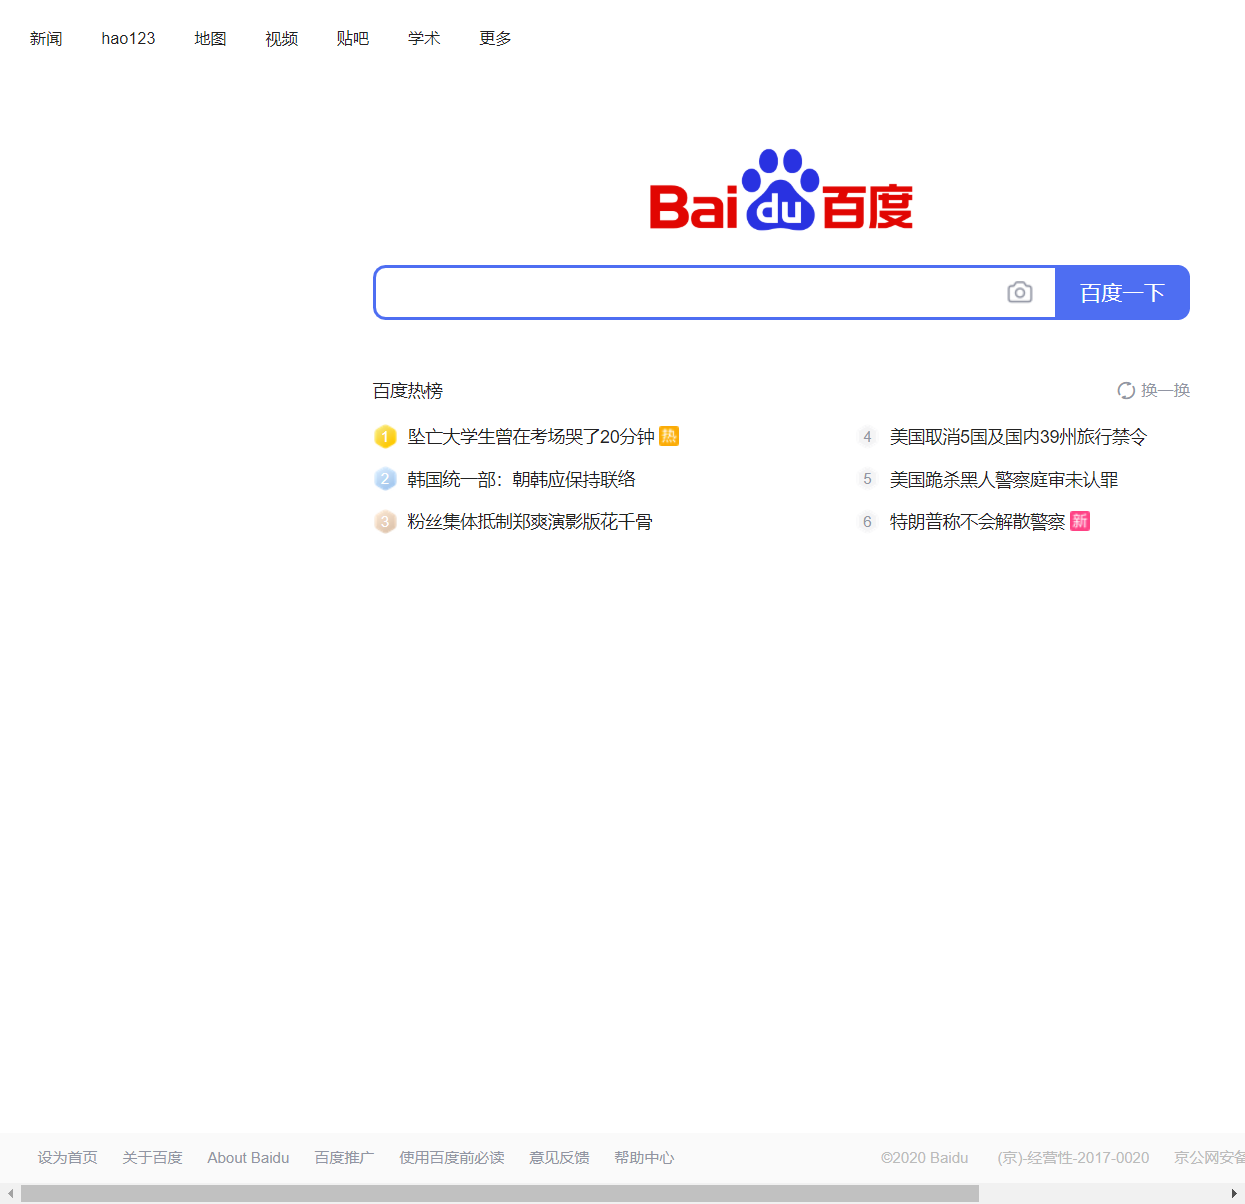 新闻 hao123 地图 视频 贴吧 学术 更多
Bai du 百度
百度一下
百度热榜 换一换
1 坠亡大学生曾在考场哭了20分钟 热
2 韩国统一部：朝韩应保持联络
3 粉丝集体抵制郑爽演影版花千骨
4 美国取消5国及国内39州旅行禁令
5 美国跪杀黑人警察庭审未认罪
6 特朗普称不会解散警察 新
设为首页 关于百度 About Baidu 百度推广 使用百度前必读 意见反馈 帮助中心 ©2020 Baidu (京)-经营性-2017-0020 京公网安备